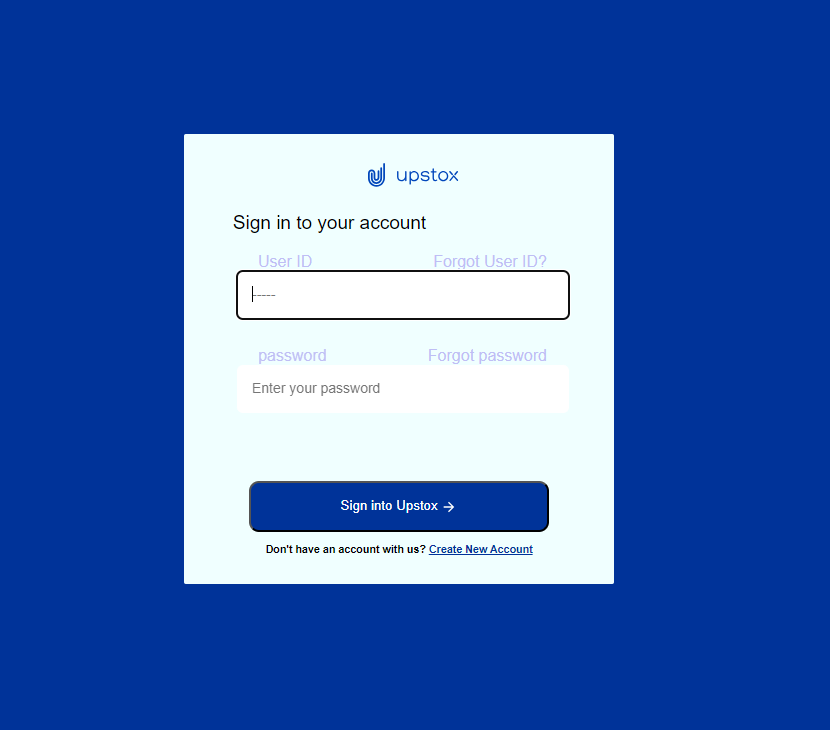 upstox
Sign in to your account
User ID Forgot User ID?
-----
password Forgot password
Enter your password
Sign into Upstox →
Don't have an account with us? Create New Account